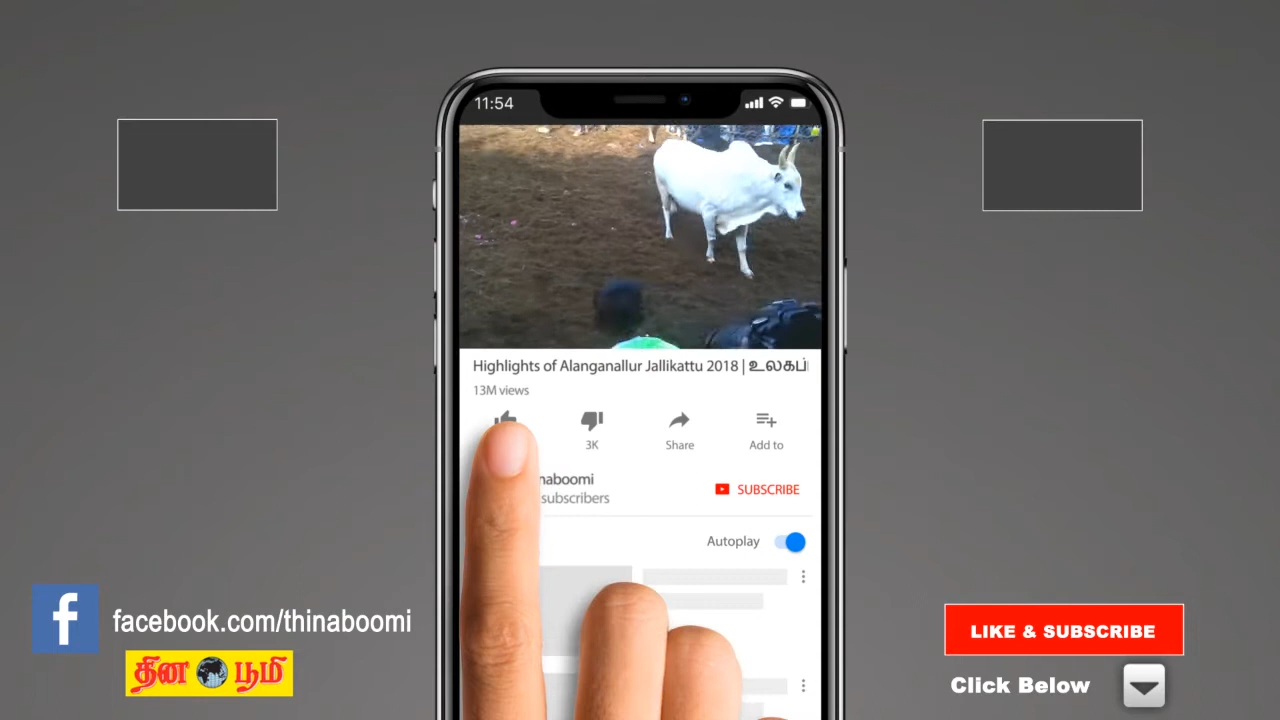 11:54
Highlights of Alanganallur Jallikattu 2018 | உலகப்
13M views
3K
Share
Add to
naboomi
subscribers
SUBSCRIBE
Autoplay
f
facebook.com/thinaboomi
தினபூமி
LIKE & SUBSCRIBE
Click Below